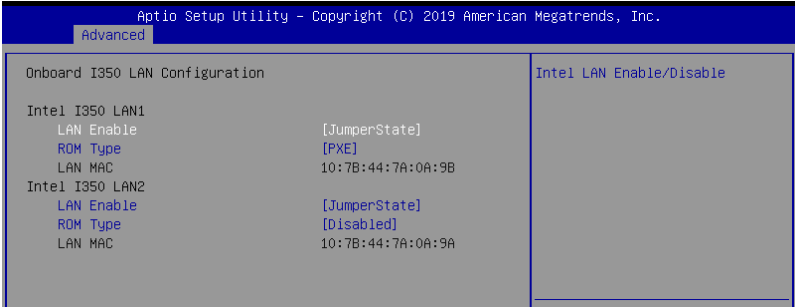 Aptio Setup Utility – Copyright (C) 2019 American Megatrends, Inc.
Advanced
Onboard I350 LAN Configuration
Intel LAN Enable/Disable
Intel I350 LAN1
LAN Enable [JumperState]
ROM Type [PXE]
LAN MAC 10:7B:44:7A:0A:9B
Intel I350 LAN2
LAN Enable [JumperState]
ROM Type [Disabled]
LAN MAC 10:7B:44:7A:0A:9A